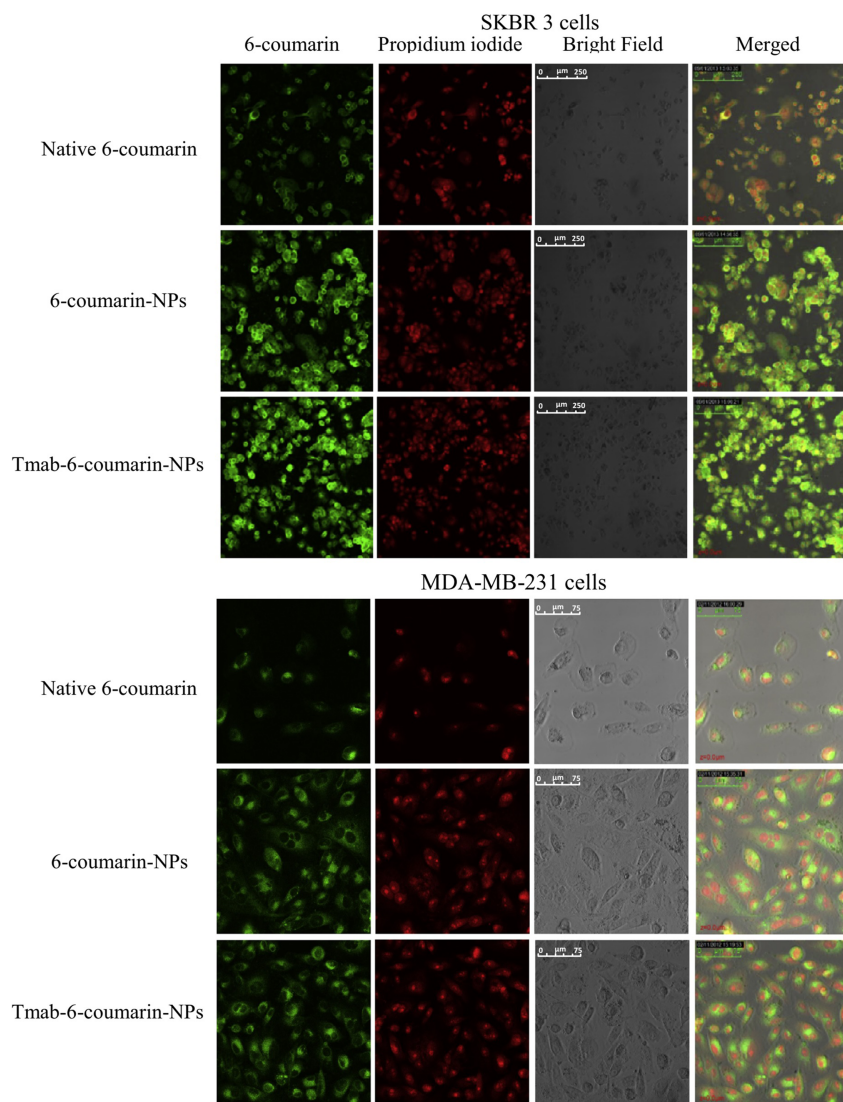 SKBR 3 cells
6-coumarin Propidium iodide Bright Field Merged
Native 6-coumarin
0 μm 250
6-coumarin-NPs
0 μm 250
Tmab-6-coumarin-NPs
0 μm 250
MDA-MB-231 cells
Native 6-coumarin
0 μm 75
6-coumarin-NPs
0 μm 75
Tmab-6-coumarin-NPs
0 μm 75